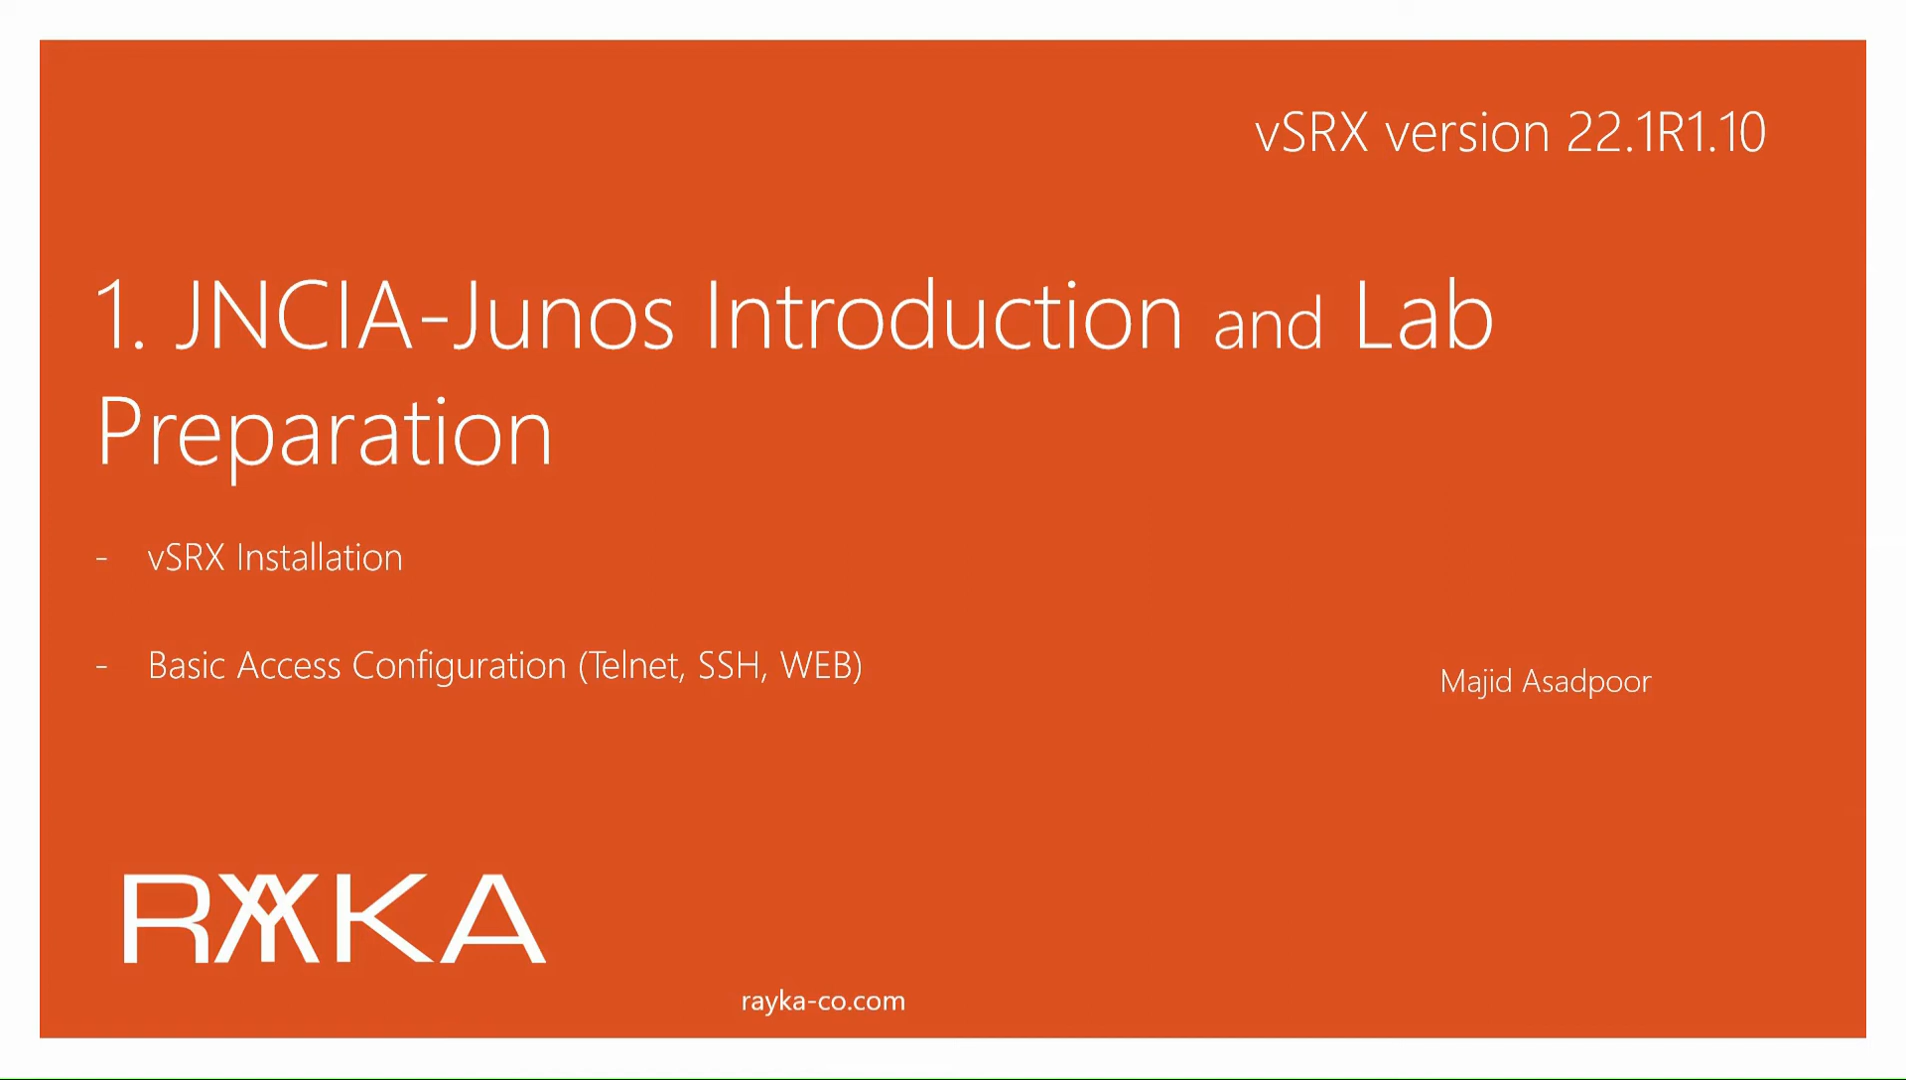 vSRX version 22.1R1.10
1. JNCIA-Junos Introduction and Lab
Preparation
- vSRX Installation
- Basic Access Configuration (Telnet, SSH, WEB)
Majid Asadpoor
RAYKA
rayka-co.com